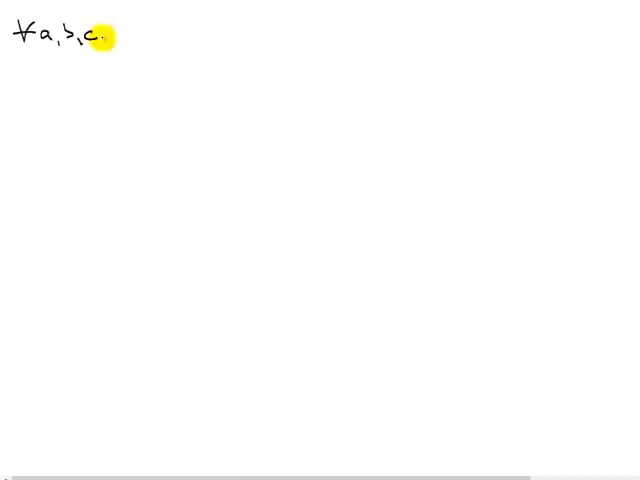 ∀ a, b, c.